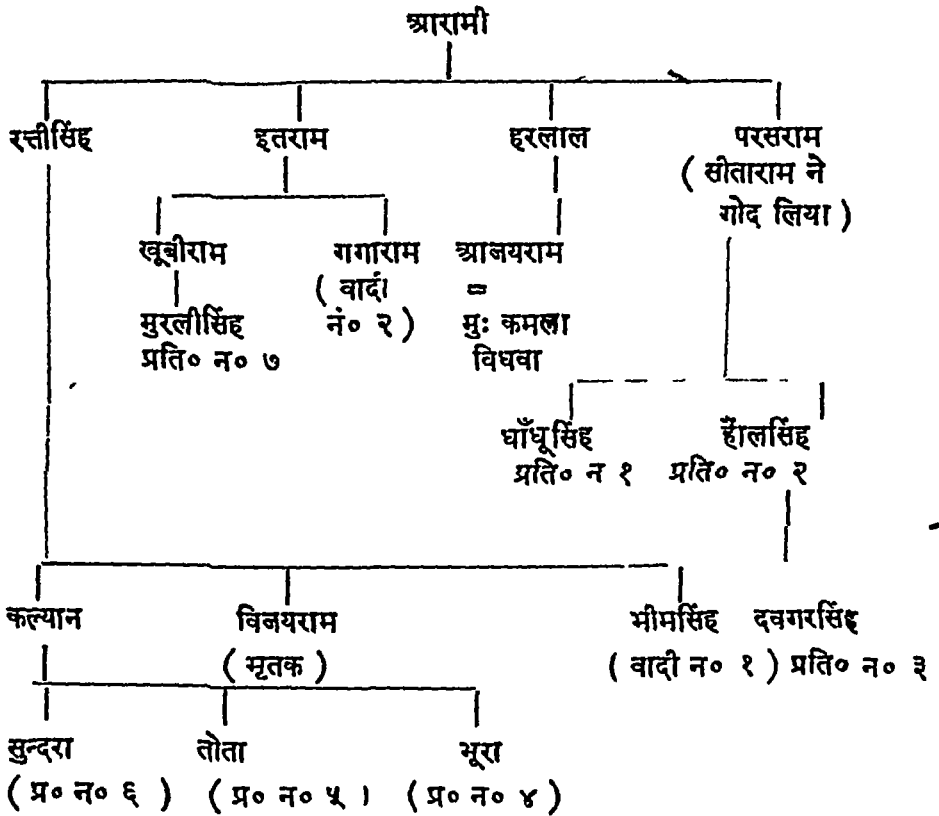 आरामी
रत्तीसिंह इतराम हरलाल परसराम
( सीताराम ने
गोद लिया )
खूबीराम गगाराम आजयराम
( वादी =
मुरलीसिंह नं० २ ) मुः कमला
प्रति० न० ७ विधवा
घाँधूसिंह हौंलसिंह
प्रति० न १ प्रति० न० २
कल्यान विजयराम भीमसिंह दवगरसिंह
( मृतक ) ( वादी न० १ ) प्रति० न० ३
सुन्दरा तोता भूरा
( प्र० न० ६ ) ( प्र० न० ५ । ( प्र० न० ४ )